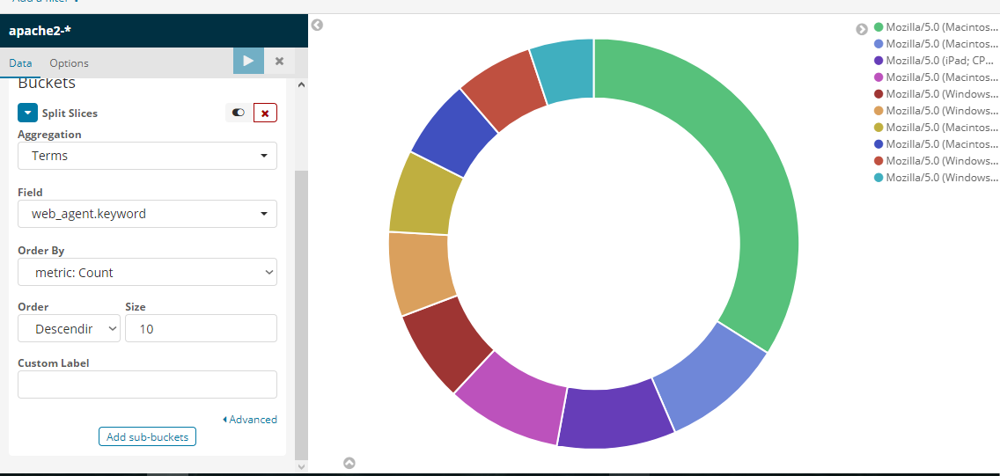 Add a filter
apache2-*
Data Options
Buckets
Split Slices
Aggregation
Terms
Field
web_agent.keyword
Order By
metric: Count
Order Size
Descendir 10
Custom Label
Advanced
Add sub-buckets
Mozilla/5.0 (Macintos...
Mozilla/5.0 (Macintos...
Mozilla/5.0 (iPad; CP...
Mozilla/5.0 (Macintos...
Mozilla/5.0 (Windows...
Mozilla/5.0 (Windows...
Mozilla/5.0 (Macintos...
Mozilla/5.0 (Macintos...
Mozilla/5.0 (Windows...
Mozilla/5.0 (Windows...